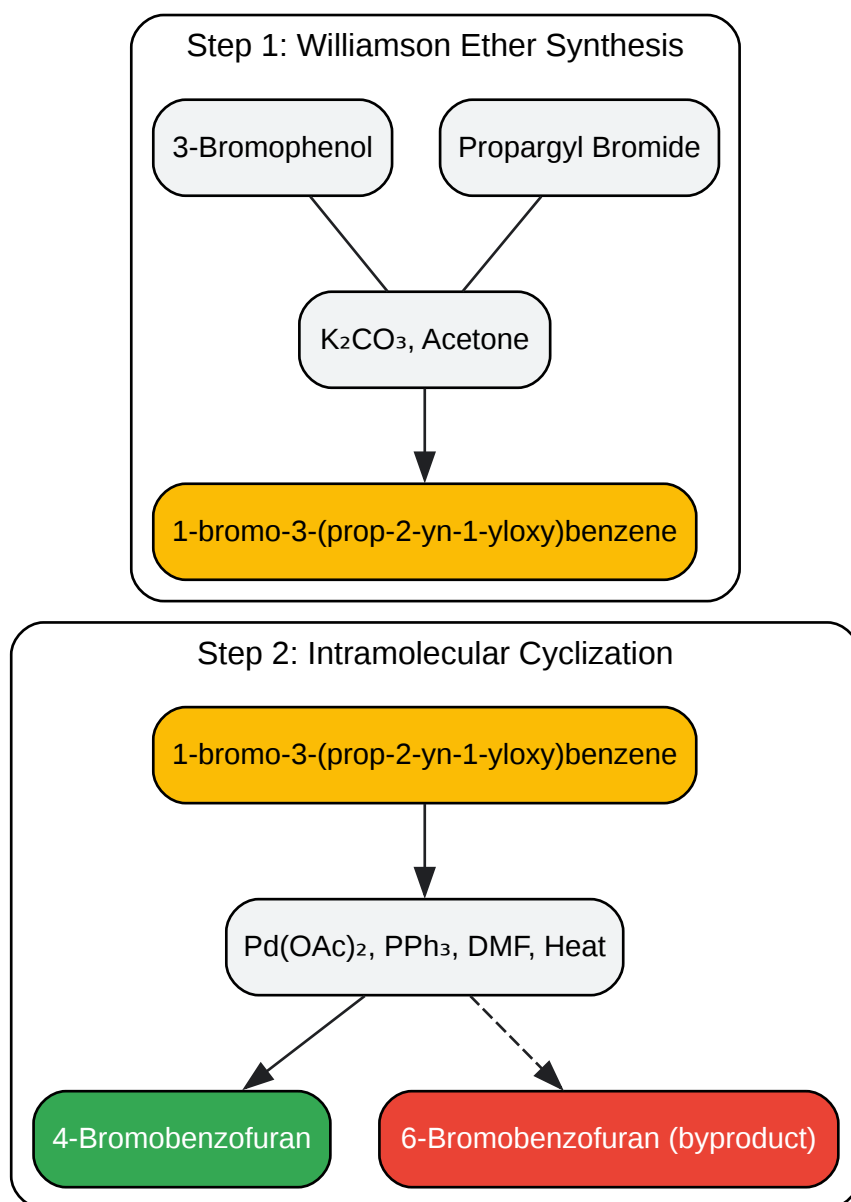 Step 1: Williamson Ether Synthesis
3-Bromophenol
Propargyl Bromide
K₂CO₃, Acetone
1-bromo-3-(prop-2-yn-1-yloxy)benzene
Step 2: Intramolecular Cyclization
1-bromo-3-(prop-2-yn-1-yloxy)benzene
Pd(OAc)₂, PPh₃, DMF, Heat
4-Bromobenzofuran
6-Bromobenzofuran (byproduct)